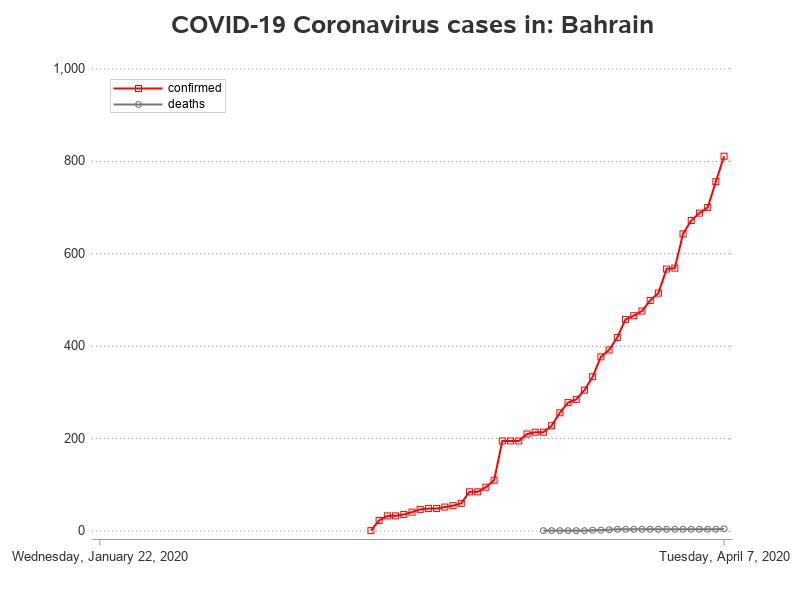 COVID-19 Coronavirus cases in: Bahrain
1,000
confirmed
deaths
800
600
400
200
0
Wednesday, January 22, 2020
Tuesday, April 7, 2020